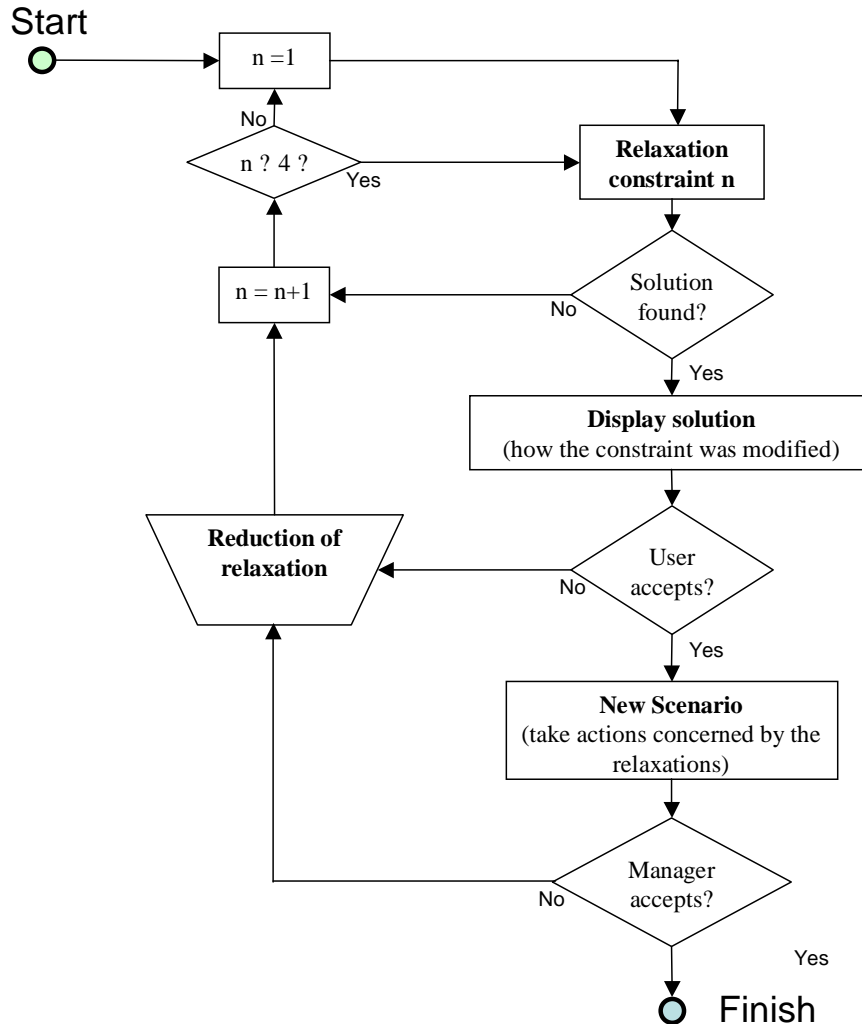 Start
n =1
No
n ? 4 ?
Yes
Relaxation
constraint n
n = n+1
Solution
found?
No
Yes
Display solution
(how the constraint was modified)
Reduction of
relaxation
User
accepts?
No
Yes
New Scenario
(take actions concerned by the
relaxations)
Manager
accepts?
No
Yes
Finish